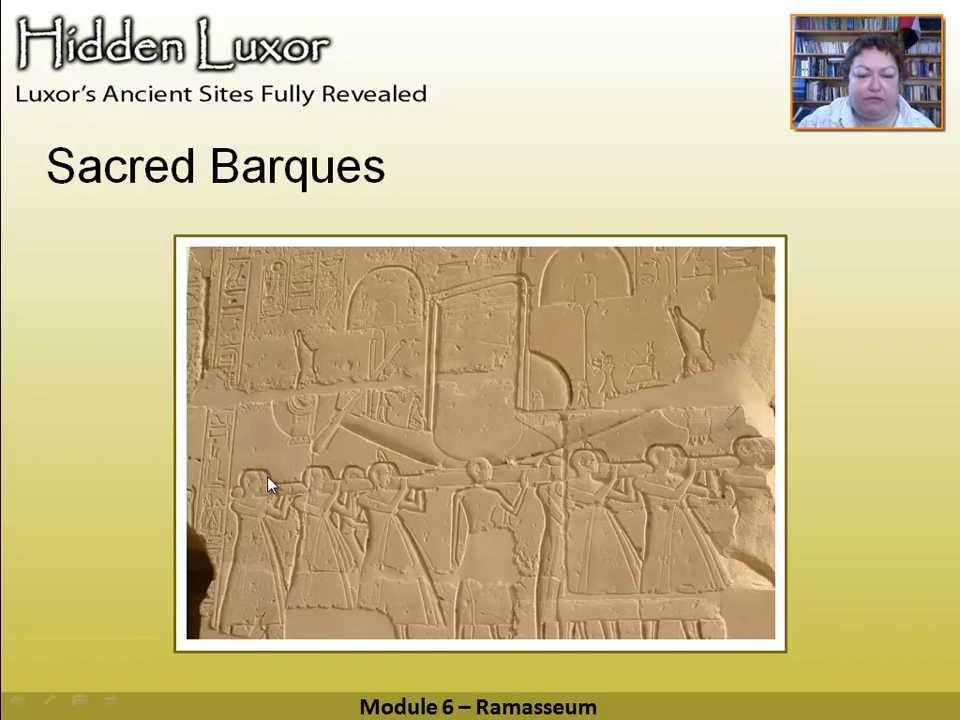 Hidden Luxor
Luxor's Ancient Sites Fully Revealed
Sacred Barques
Module 6 – Ramasseum